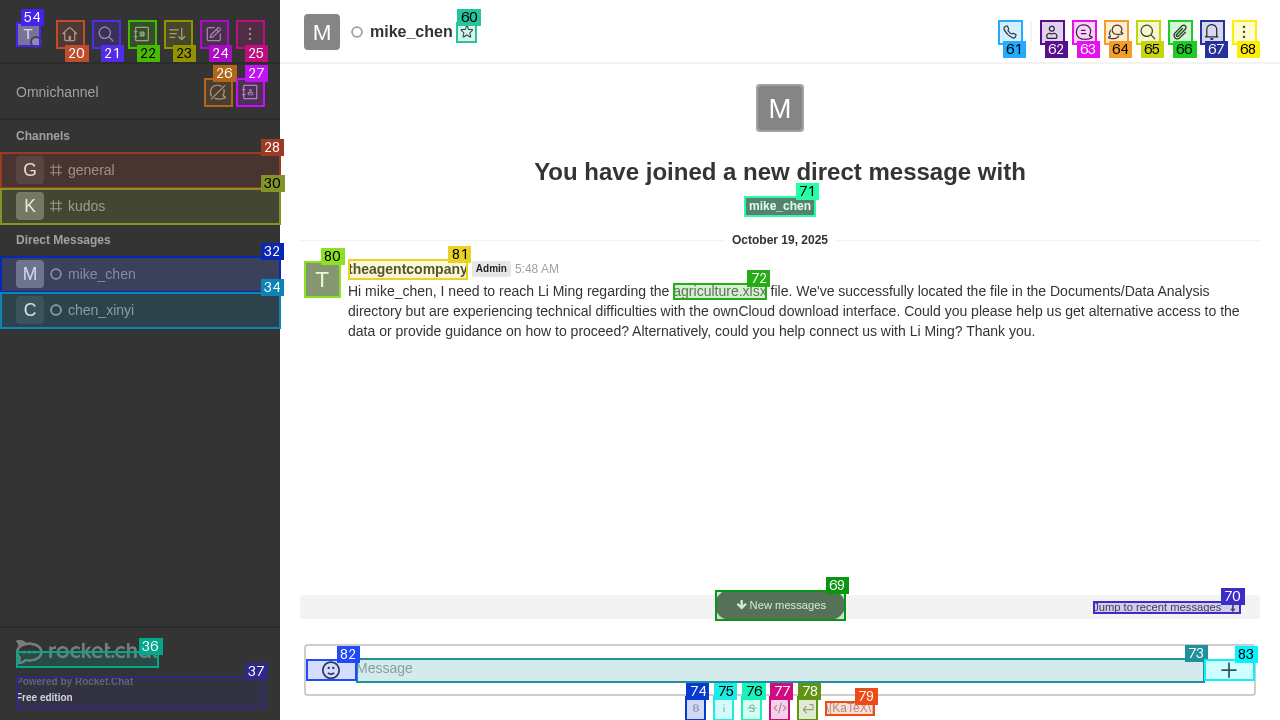 54
T
20
21
22
23
24
25
26
27
Omnichannel
Channels
28
G general
30
K kudos
Direct Messages
32
M mike_chen
34
C chen_xinyi
36
rocket.chat
37
Powered by Rocket.Chat
Free edition
M mike_chen
60
61
62
63
64
65
66
67
68
M
You have joined a new direct message with
71
mike_chen
October 19, 2025
80
T
81
theagentcompany Admin 5:48 AM
72
Hi mike_chen, I need to reach Li Ming regarding the agriculture.xlsx file. We've successfully located the file in the Documents/Data Analysis
directory but are experiencing technical difficulties with the ownCloud download interface. Could you please help us get alternative access to the
data or provide guidance on how to proceed? Alternatively, could you help connect us with Li Ming? Thank you.
69
New messages
70
Jump to recent messages
82
73
83
Message
74
75
76
77
78
79
B
i
S
</>
\[KaTeX\]